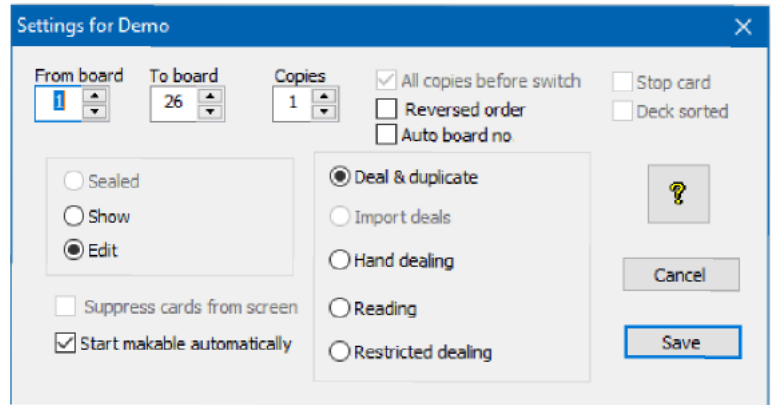 Settings for Demo
From board To board Copies
1 26 1
All copies before switch
Reversed order
Auto board no
Stop card
Deck sorted
Sealed
Show
Edit
Suppress cards from screen
Start makable automatically
Deal & duplicate
Import deals
Hand dealing
Reading
Restricted dealing
?
Cancel
Save